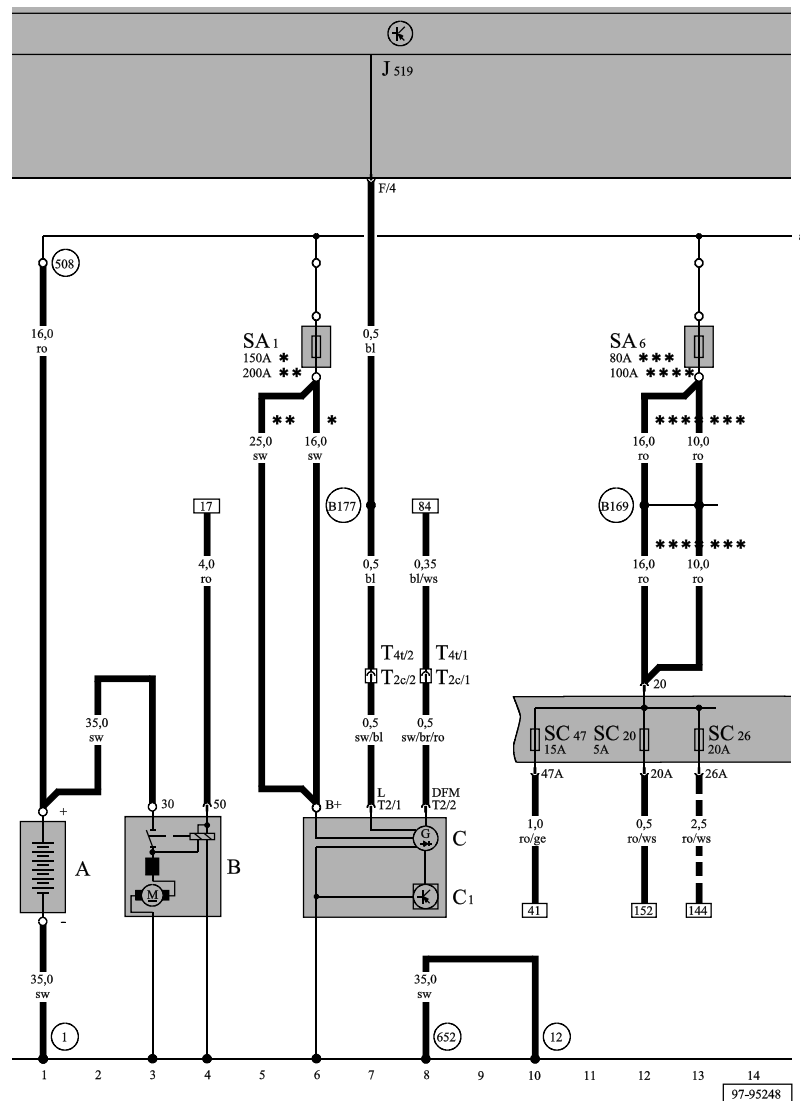 J 519
F/4
508
16,0
ro
SA 1
150A *
200A * *
0,5
bl
SA 6
80A * * *
100A * * * *
* *
*
25,0
sw
16,0
sw
* * * * * * *
16,0
ro
10,0
ro
17
B177
84
B169
4,0
ro
0,5
bl
0,35
bl/ws
* * * * * * *
16,0
ro
10,0
ro
T4t/2
T2c/2
T4t/1
T2c/1
20
35,0
sw
0,5
sw/bl
0,5
sw/br/ro
SC 47
15A
SC 20
5A
SC 26
20A
47A
20A
26A
+
30
50
B+
L
T2/1
DFM
T2/2
1,0
ro/ge
0,5
ro/ws
2,5
ro/ws
G
C
A
B
M
C1
41
152
144
-
35,0
sw
35,0
sw
1
652
12
1 2 3 4 5 6 7 8 9 10 11 12 13 14
97-95248